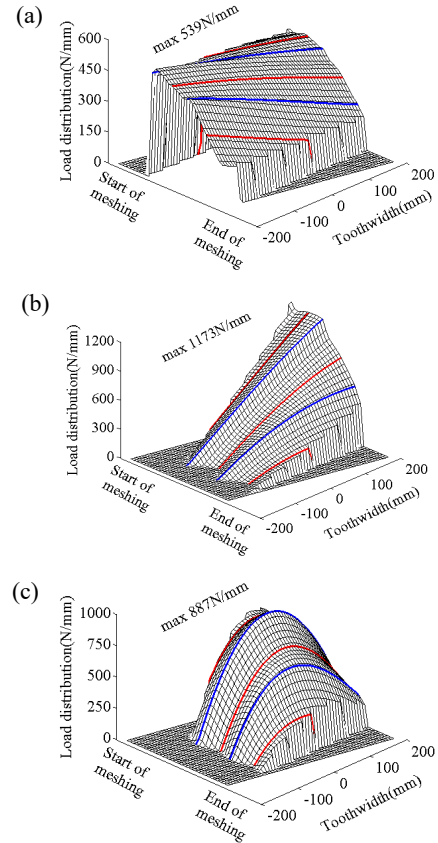 (a)
max 539N/mm
Load distribution(N/mm)
600
450
300
150
0
Start of
meshing
End of
meshing
-200
-100
0
100
200
Toothwidth(mm)
(b)
max 1173N/mm
Load distribution(N/mm)
1200
900
600
300
0
Start of
meshing
End of
meshing
-200
-100
0
100
200
Toothwidth(mm)
(c)
max 887N/mm
Load distribution(N/mm)
1000
750
500
250
0
Start of
meshing
End of
meshing
-200
-100
0
100
200
Toothwidth(mm)